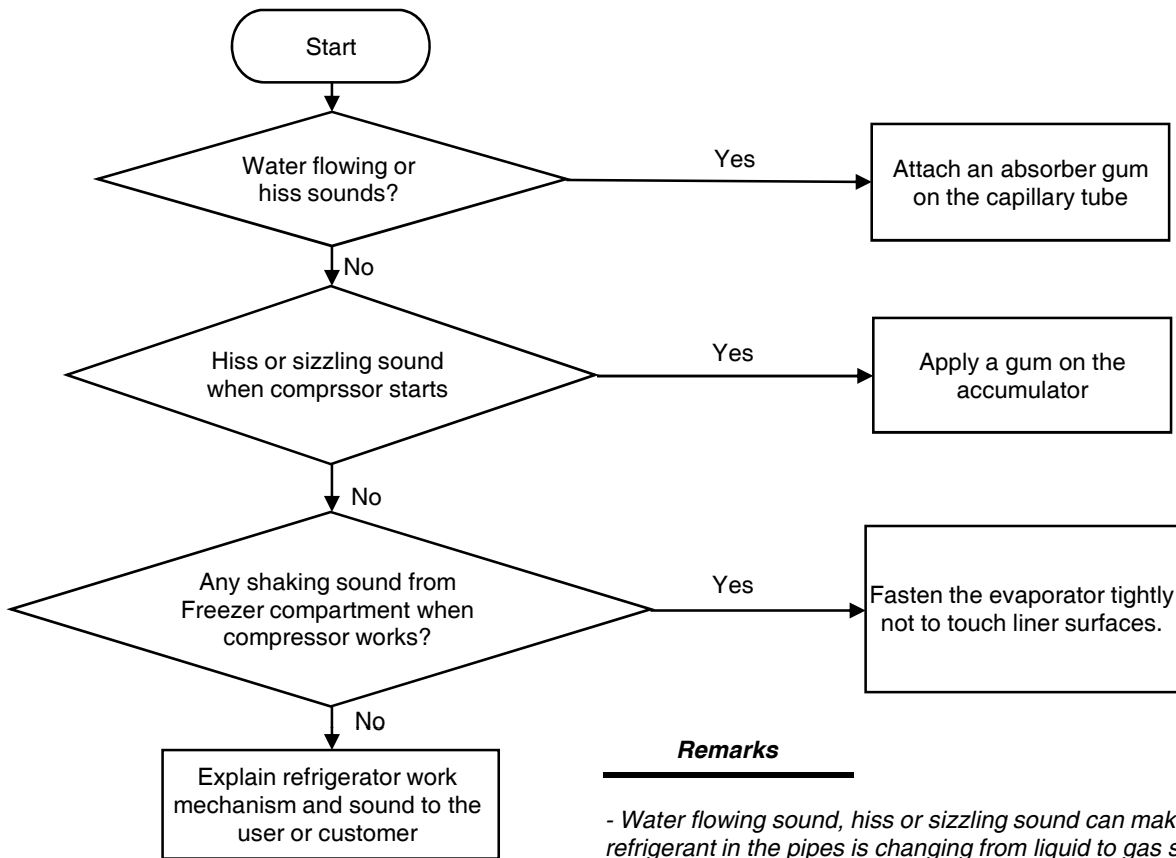 Start
Water flowing or
hiss sounds?
Yes
Attach an absorber gum
on the capillary tube
No
Hiss or sizzling sound
when comprssor starts
Yes
Apply a gum on the
accumulator
No
Any shaking sound from
Freezer compartment when
compressor works?
Yes
Fasten the evaporator tightly
not to touch liner surfaces.
No
Explain refrigerator work
mechanism and sound to the
user or customer
Remarks
- Water flowing sound, hiss or sizzling sound can mak
refrigerant in the pipes is changing from liquid to gas s